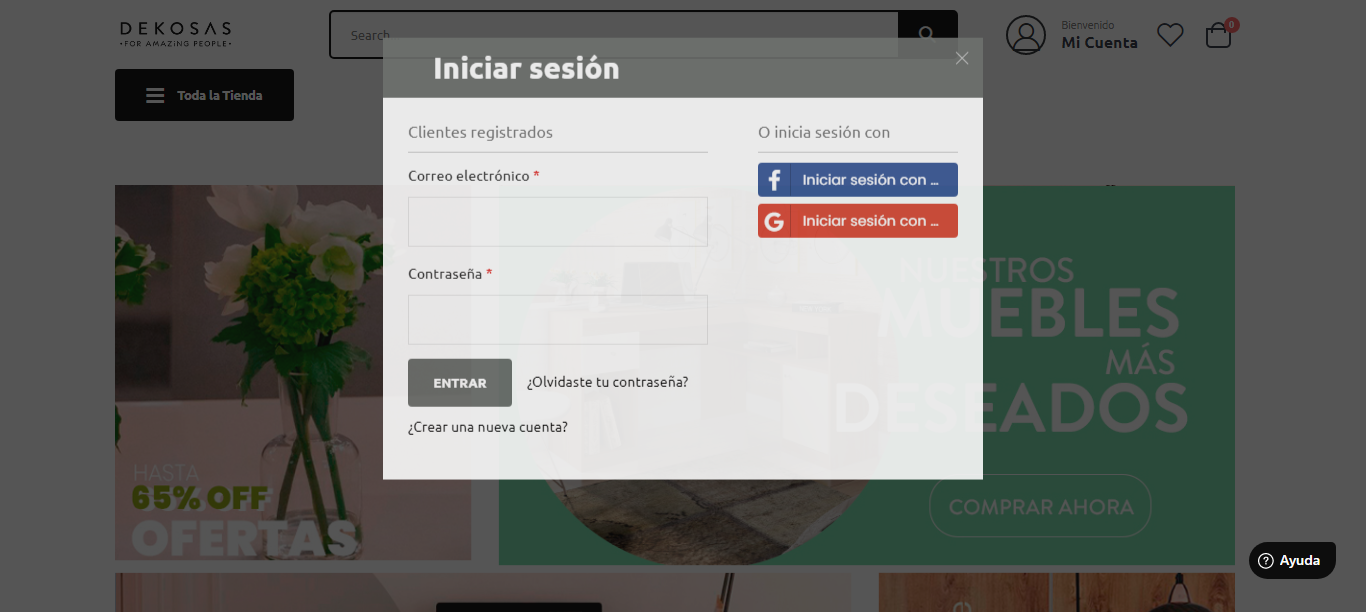 DEKOSAS
•FOR AMAZING PEOPLE•
Search
Bienvenido
Mi Cuenta
0
Toda la Tienda
Iniciar sesión
Clientes registrados
Correo electrónico *
Contraseña *
ENTRAR
¿Olvidaste tu contraseña?
¿Crear una nueva cuenta?
O inicia sesión con
Iniciar sesión con ...
Iniciar sesión con ...
HASTA
65% OFF
OFERTAS
NUESTROS
MUEBLES
MÁS
DESEADOS
COMPRAR AHORA
Ayuda